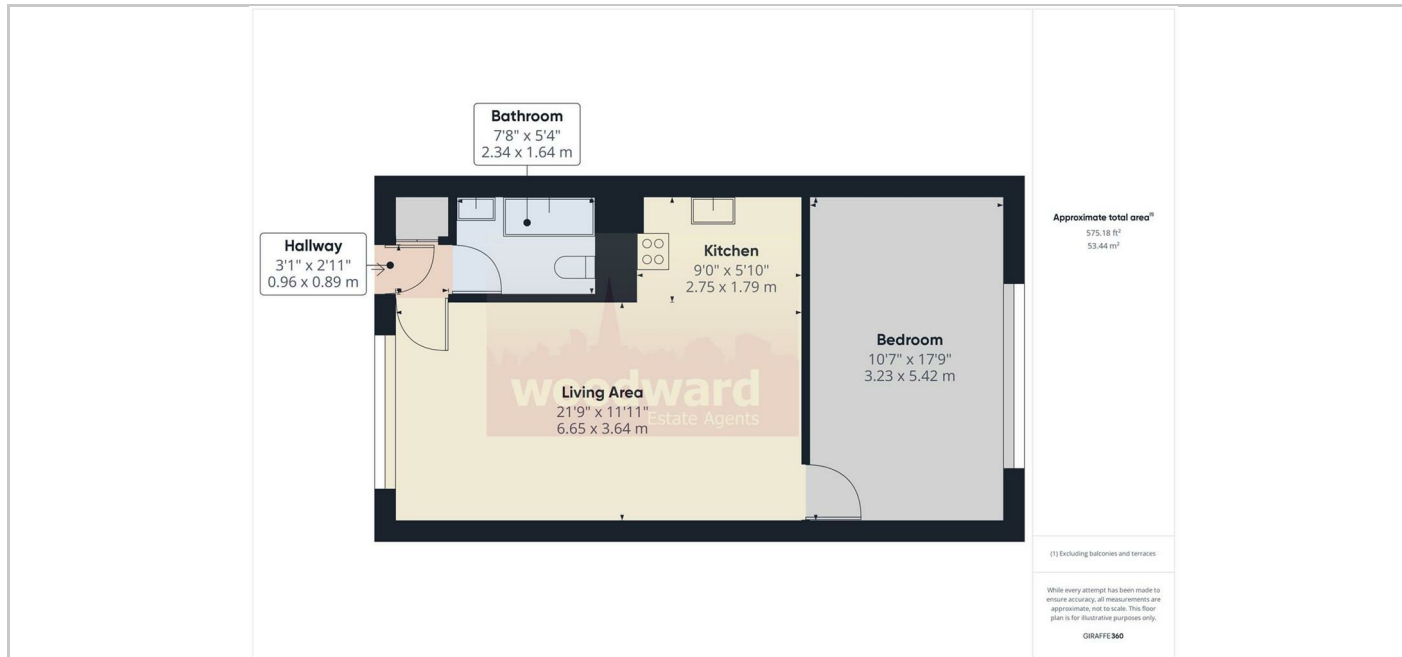 Bathroom
7'8" x 5'4"
2.34 x 1.64 m
Hallway
3'1" x 2'11"
0.96 x 0.89 m
Kitchen
9'0" x 5'10"
2.75 x 1.79 m
Bedroom
10'7" x 17'9"
3.23 x 5.42 m
woodward
Estate Agents
Living Area
21'9" x 11'11"
6.65 x 3.64 m
Approximate total area⁽¹⁾
575.18 ft²
53.44 m²
(1) Excluding balconies and terraces
While every attempt has been made to
ensure accuracy, all measurements are
approximate, not to scale. This floor
plan is for illustrative purposes only.
GIRAFFE360